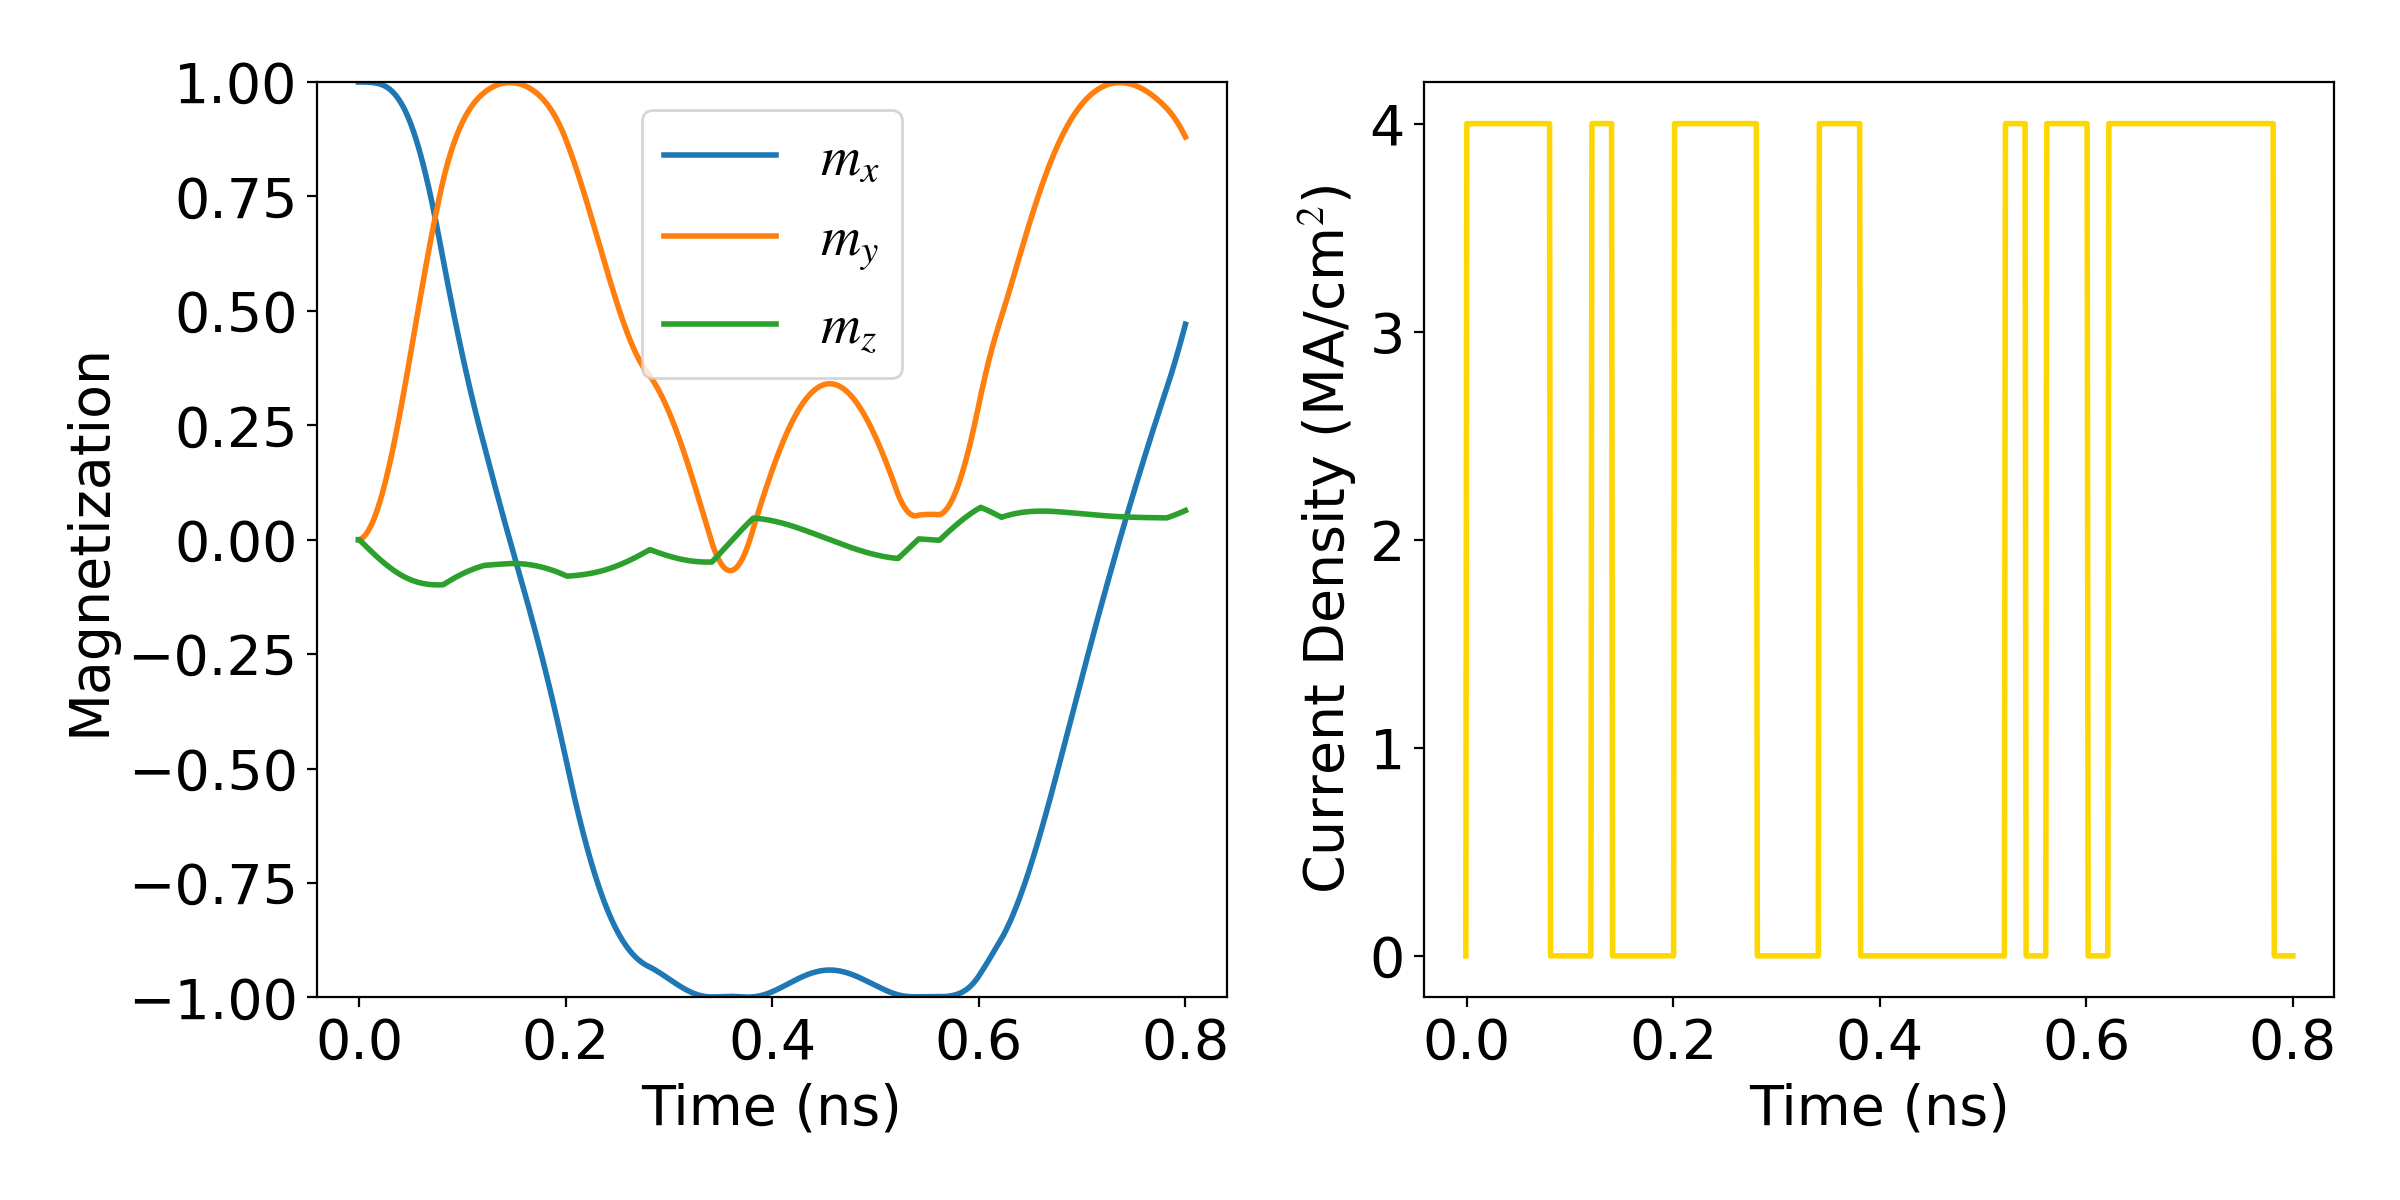 Magnetization
1.00
0.75
0.50
0.25
0.00
−0.25
−0.50
−0.75
−1.00
0.0 0.2 0.4 0.6 0.8
Time (ns)
m_x
m_y
m_z
Current Density (MA/cm²)
4
3
2
1
0
0.0 0.2 0.4 0.6 0.8
Time (ns)